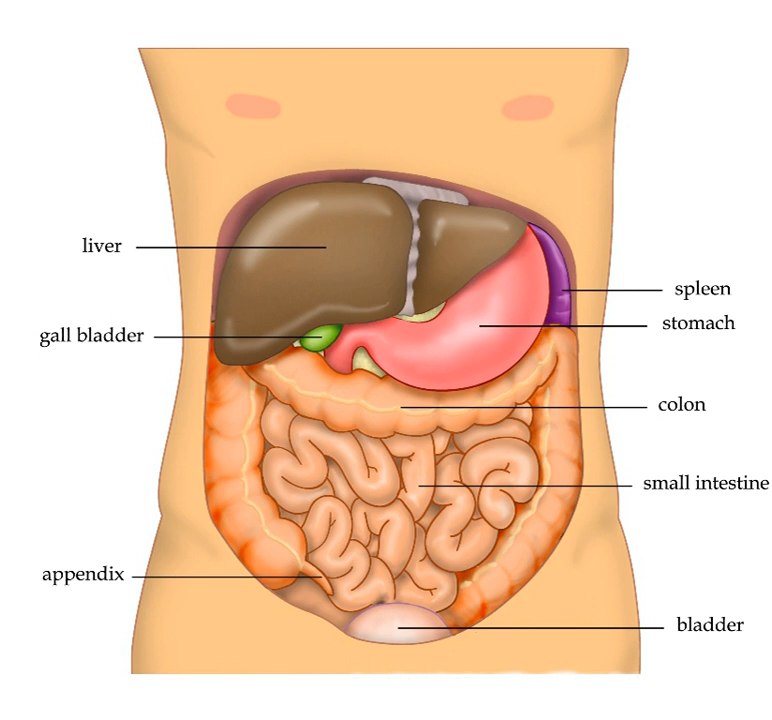 liver
spleen
stomach
gall bladder
colon
small intestine
appendix
bladder